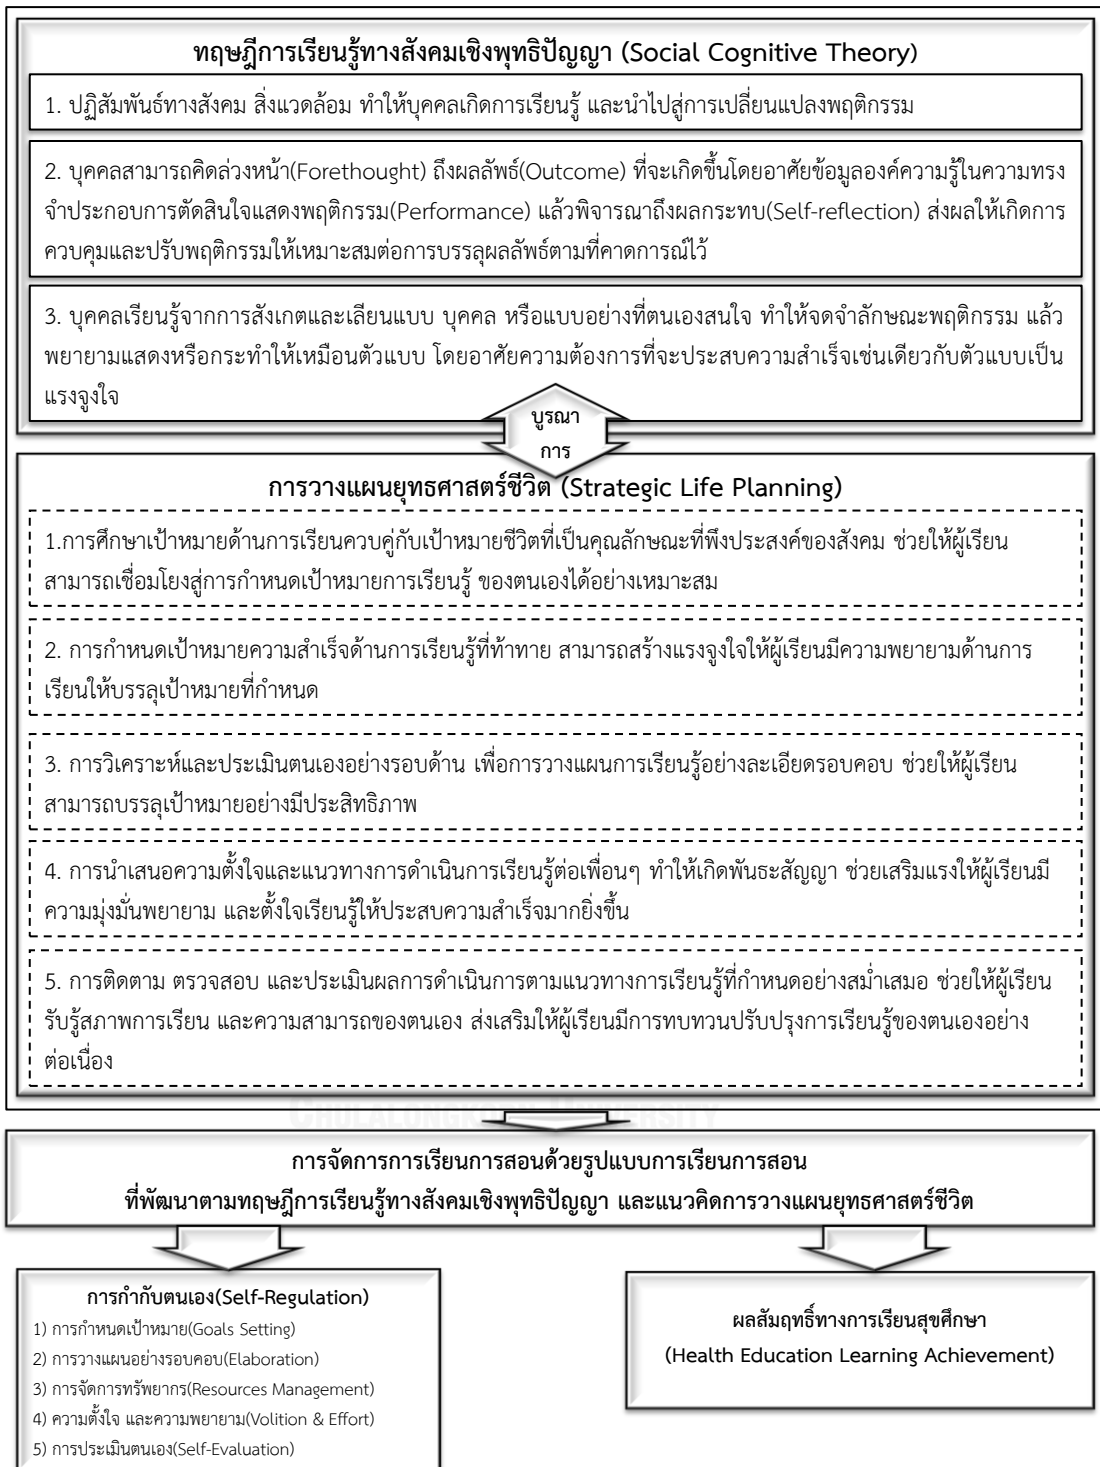 ทฤษฎีการเรียนรู้ทางสังคมเชิงพุทธิปัญญา (Social Cognitive Theory)
1. ปฏิสัมพันธ์ทางสังคม สิ่งแวดล้อม ทำให้บุคคลเกิดการเรียนรู้ และนำไปสู่การเปลี่ยนแปลงพฤติกรรม
2. บุคคลสามารถคิดล่วงหน้า(Forethought) ถึงผลลัพธ์(Outcome) ที่จะเกิดขึ้นโดยอาศัยข้อมูลองค์ความรู้ในความทรง
จำประกอบการตัดสินใจแสดงพฤติกรรม(Performance) แล้วพิจารณาถึงผลกระทบ(Self-reflection) ส่งผลให้เกิดการ
ควบคุมและปรับพฤติกรรมให้เหมาะสมต่อการบรรลุผลลัพธ์ตามที่คาดการณ์ไว้
3. บุคคลเรียนรู้จากการสังเกตและเลียนแบบ บุคคล หรือแบบอย่างที่ตนเองสนใจ ทำให้จดจำลักษณะพฤติกรรม แล้ว
พยายามแสดงหรือกระทำให้เหมือนตัวแบบ โดยอาศัยความต้องการที่จะประสบความสำเร็จเช่นเดียวกับตัวแบบเป็น
แรงจูงใจ
บูรณา
การ
การวางแผนยุทธศาสตร์ชีวิต (Strategic Life Planning)
1.การศึกษาเป้าหมายด้านการเรียนควบคู่กับเป้าหมายชีวิตที่เป็นคุณลักษณะที่พึงประสงค์ของสังคม ช่วยให้ผู้เรียน
สามารถเชื่อมโยงสู่การกำหนดเป้าหมายการเรียนรู้ ของตนเองได้อย่างเหมาะสม
2. การกำหนดเป้าหมายความสำเร็จด้านการเรียนรู้ที่ท้าทาย สามารถสร้างแรงจูงใจให้ผู้เรียนมีความพยายามด้านการ
เรียนให้บรรลุเป้าหมายที่กำหนด
3. การวิเคราะห์และประเมินตนเองอย่างรอบด้าน เพื่อการวางแผนการเรียนรู้อย่างละเอียดรอบคอบ ช่วยให้ผู้เรียน
สามารถบรรลุเป้าหมายอย่างมีประสิทธิภาพ
4. การนำเสนอความตั้งใจและแนวทางการดำเนินการเรียนรู้ต่อเพื่อนๆ ทำให้เกิดพันธะสัญญา ช่วยเสริมแรงให้ผู้เรียนมี
ความมุ่งมั่นพยายาม และตั้งใจเรียนรู้ให้ประสบความสำเร็จมากยิ่งขึ้น
5. การติดตาม ตรวจสอบ และประเมินผลการดำเนินการตามแนวทางการเรียนรู้ที่กำหนดอย่างสม่ำเสมอ ช่วยให้ผู้เรียน
รับรู้สภาพการเรียน และความสามารถของตนเอง ส่งเสริมให้ผู้เรียนมีการทบทวนปรับปรุงการเรียนรู้ของตนเองอย่าง
ต่อเนื่อง
การจัดการการเรียนการสอนด้วยรูปแบบการเรียนการสอน
ที่พัฒนาตามทฤษฎีการเรียนรู้ทางสังคมเชิงพุทธิปัญญา และแนวคิดการวางแผนยุทธศาสตร์ชีวิต
การกำกับตนเอง(Self-Regulation)
1) การกำหนดเป้าหมาย(Goals Setting)
2) การวางแผนอย่างรอบคอบ(Elaboration)
3) การจัดการทรัพยากร(Resources Management)
4) ความตั้งใจ และความพยายาม(Volition & Effort)
5) การประเมินตนเอง(Self-Evaluation)
ผลสัมฤทธิ์ทางการเรียนสุขศึกษา
(Health Education Learning Achievement)